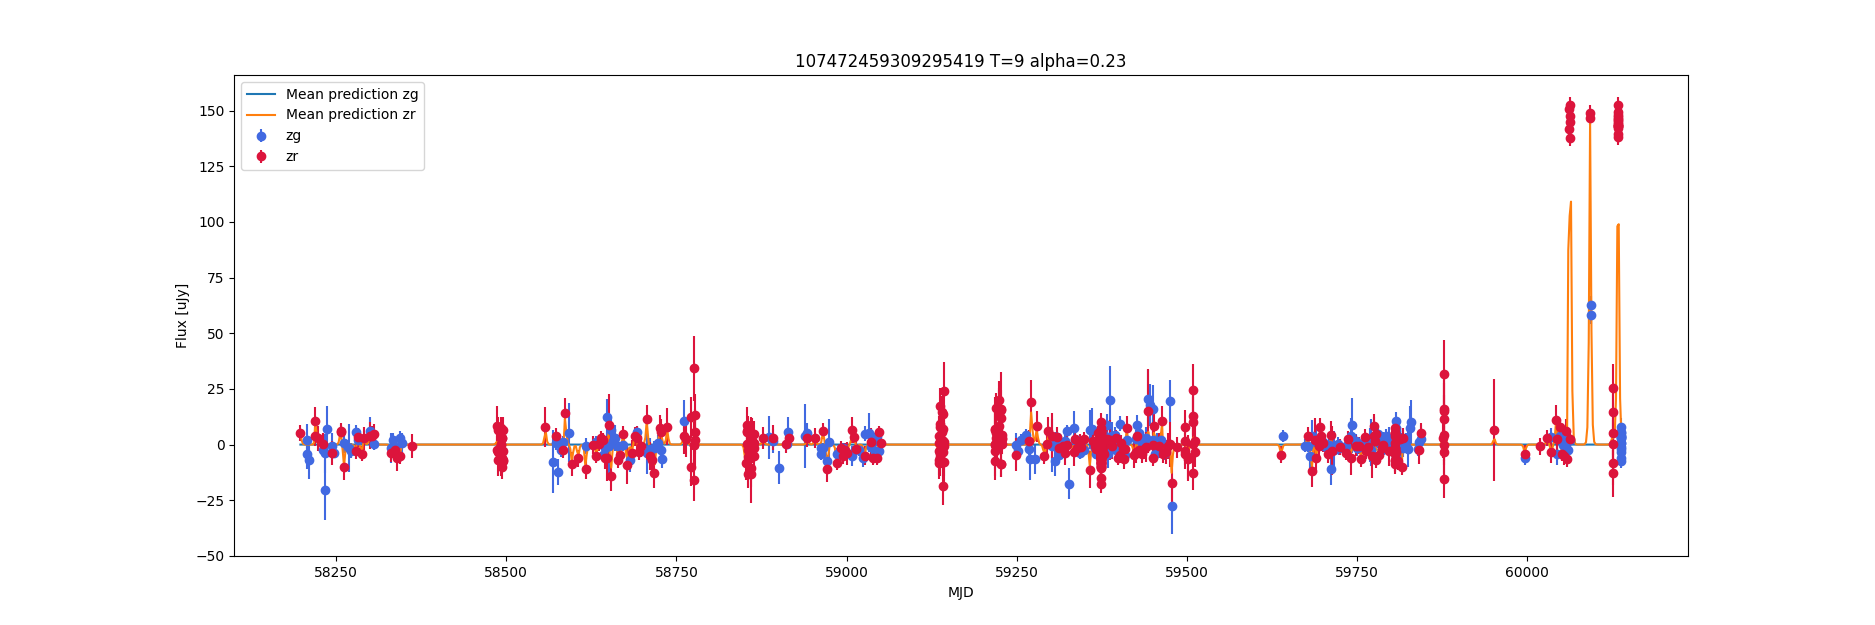 107472459309295419 T=9 alpha=0.23
Mean prediction zg
Mean prediction zr
zg
zr
150
125
100
75
50
25
0
−25
−50
Flux [uJy]
58250
58500
58750
59000
59250
59500
59750
60000
MJD